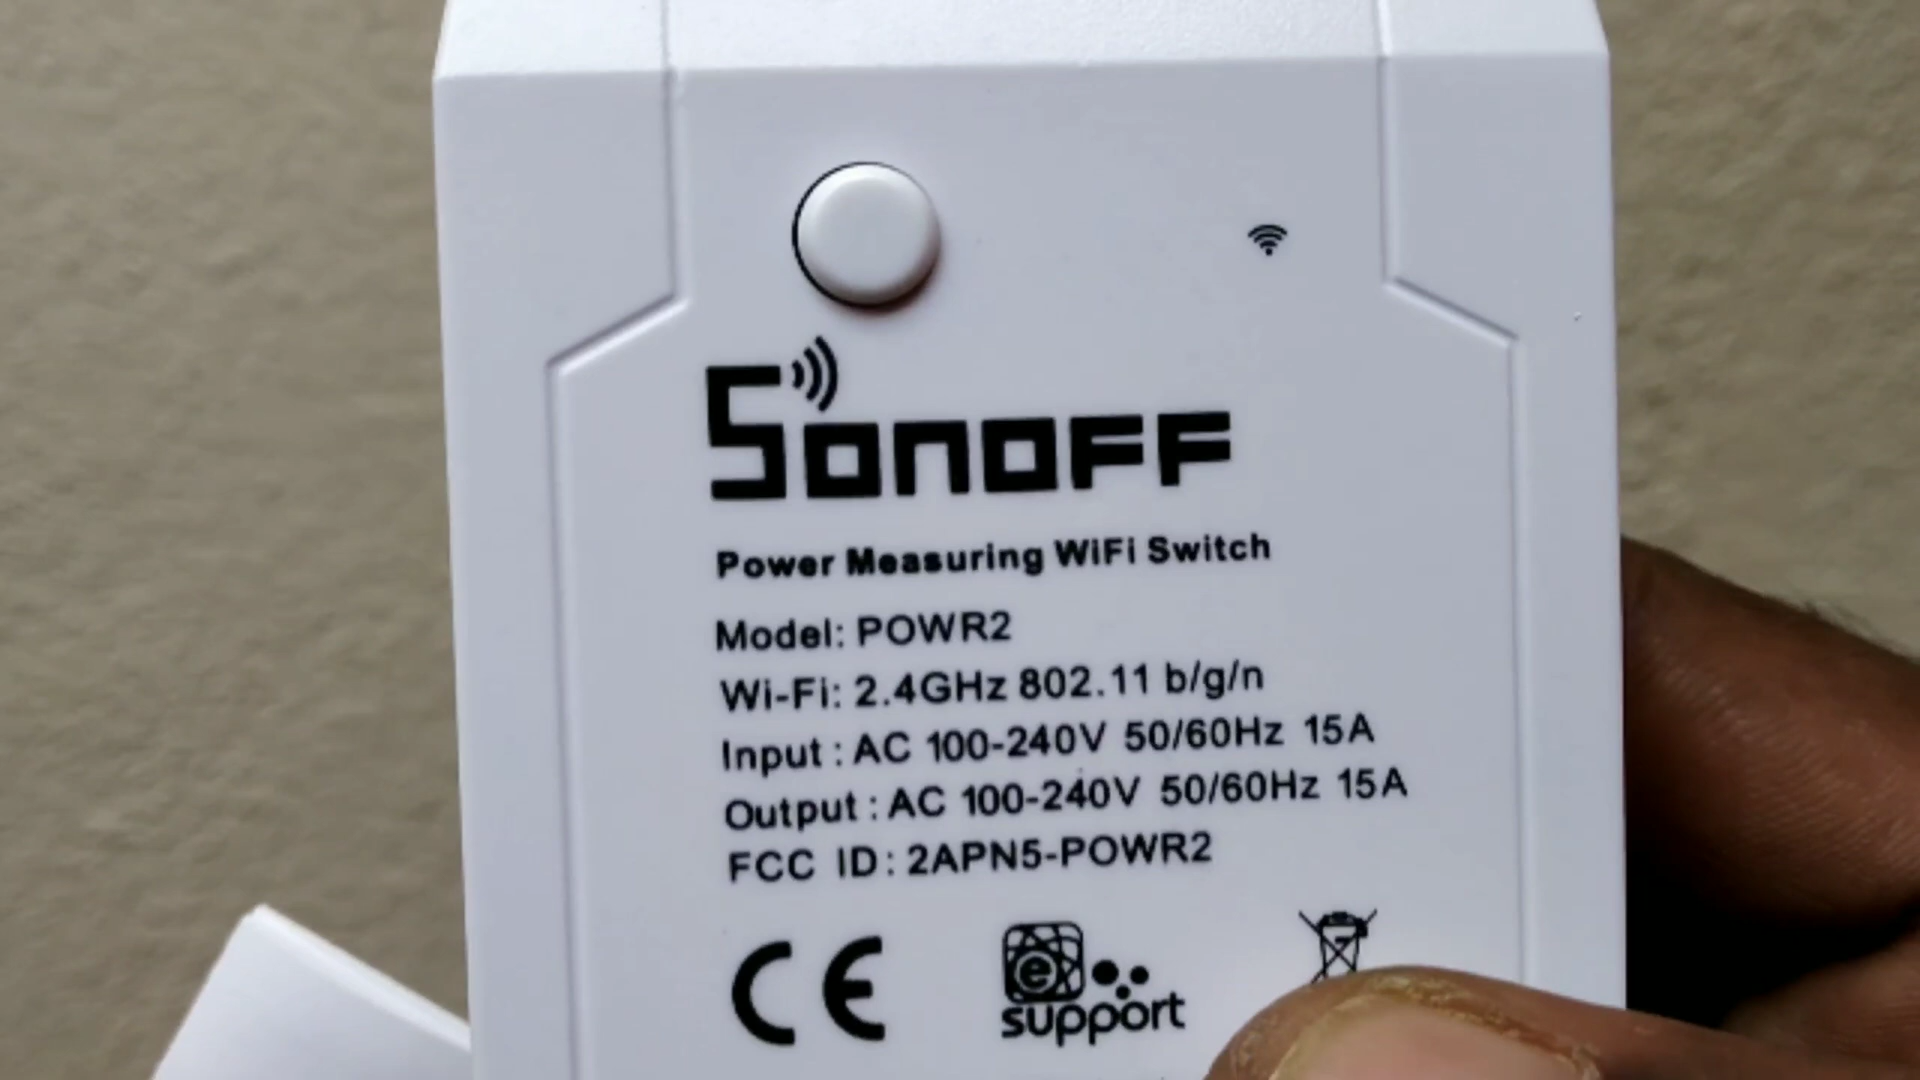 SONOFF
Power Measuring WiFi Switch
Model: POWR2
Wi-Fi: 2.4GHz 802.11 b/g/n
Input : AC 100-240V 50/60Hz 15A
Output : AC 100-240V 50/60Hz 15A
FCC ID: 2APN5-POWR2
CE
e
support